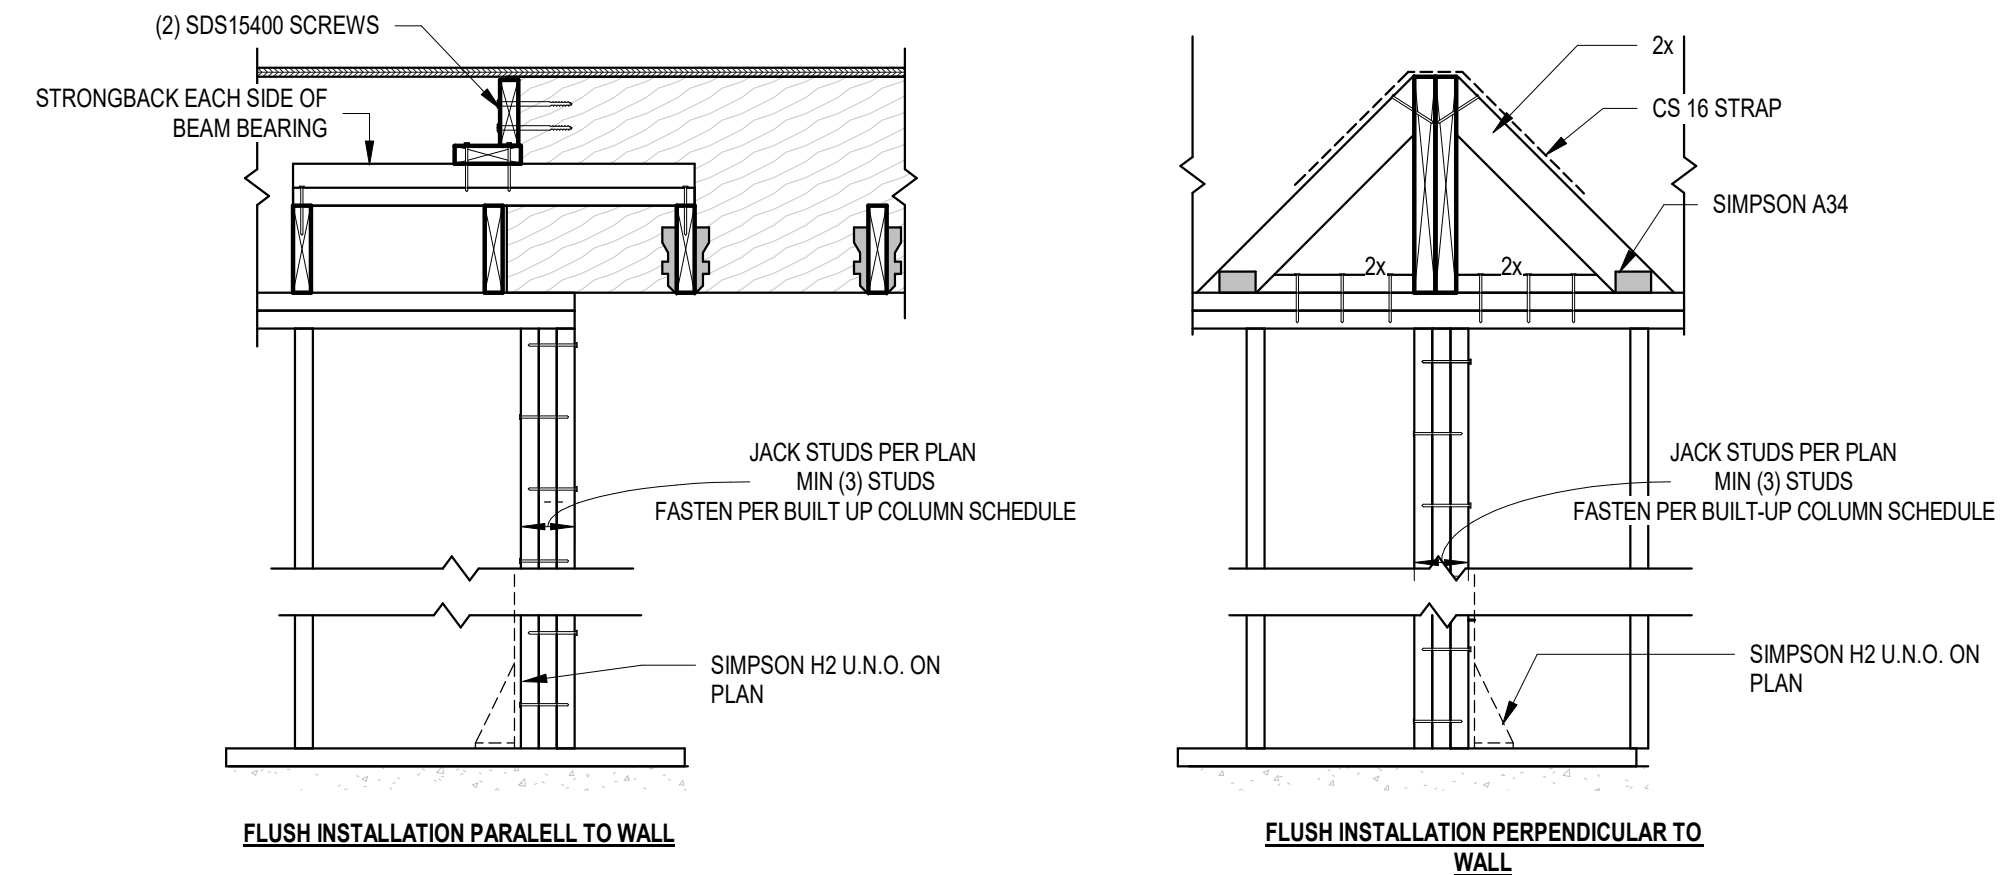 (2) SDS15400 SCREWS
STRONGBACK EACH SIDE OF
BEAM BEARING
JACK STUDS PER PLAN
MIN (3) STUDS
FASTEN PER BUILT UP COLUMN SCHEDULE
SIMPSON H2 U.N.O. ON
PLAN
FLUSH INSTALLATION PARALELL TO WALL
2x
CS 16 STRAP
SIMPSON A34
2x
2x
JACK STUDS PER PLAN
MIN (3) STUDS
FASTEN PER BUILT-UP COLUMN SCHEDULE
SIMPSON H2 U.N.O. ON
PLAN
FLUSH INSTALLATION PERPENDICULAR TO
WALL